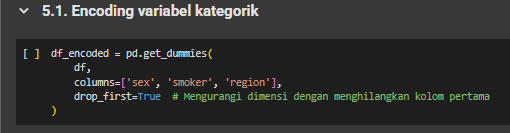 5.1. Encoding variabel kategorik
[ ] df_encoded = pd.get_dummies(
df,
columns=['sex', 'smoker', 'region'],
drop_first=True  # Mengurangi dimensi dengan menghilangkan kolom pertama
)